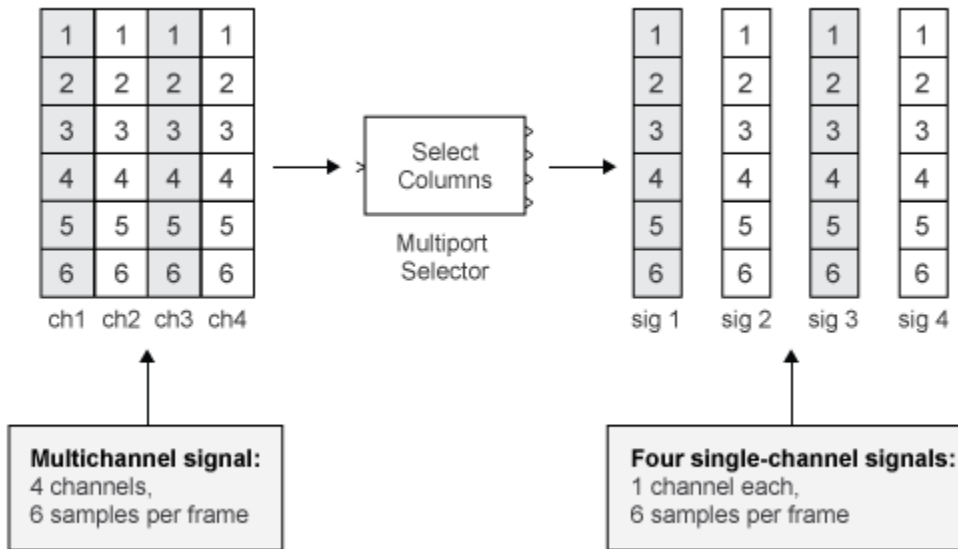 1 1 1 1
2 2 2 2
3 3 3 3
4 4 4 4
5 5 5 5
6 6 6 6
ch1 ch2 ch3 ch4
Select
Columns
Multiport
Selector
1 1 1 1
2 2 2 2
3 3 3 3
4 4 4 4
5 5 5 5
6 6 6 6
sig 1 sig 2 sig 3 sig 4
Multichannel signal:
4 channels,
6 samples per frame
Four single-channel signals:
1 channel each,
6 samples per frame